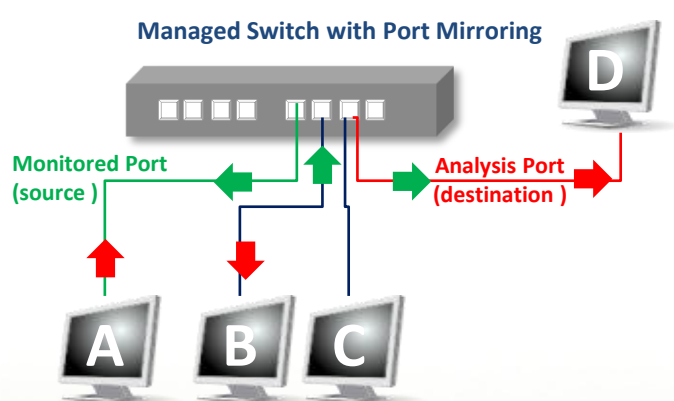 Managed Switch with Port Mirroring
D
Monitored Port
(source )
Analysis Port
(destination )
A
B
C